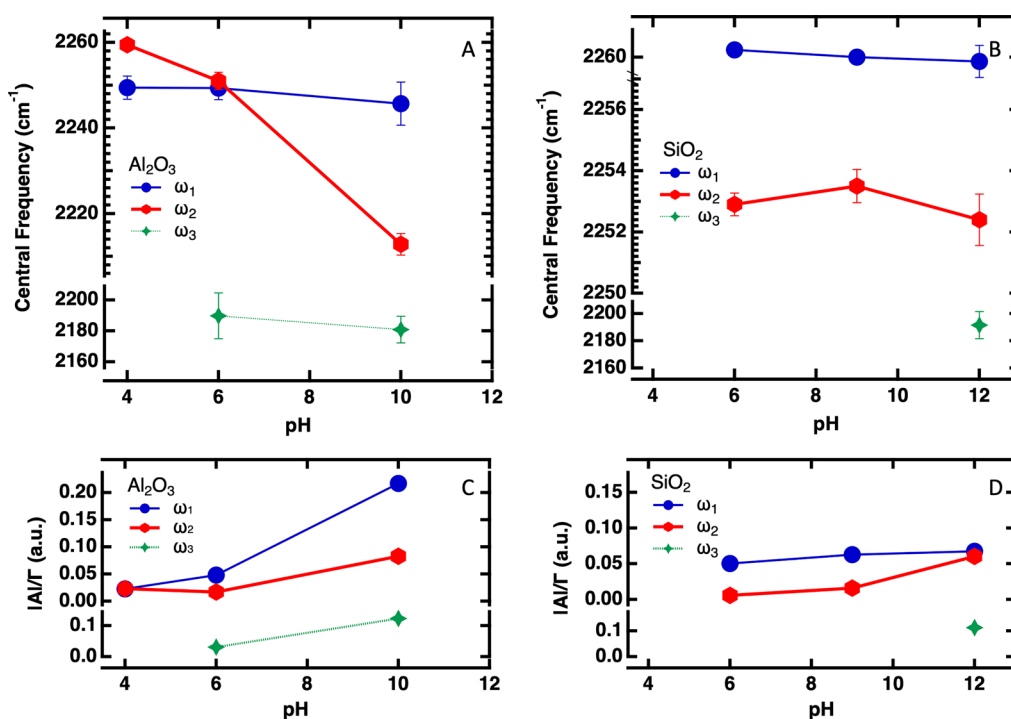 A
Central Frequency (cm⁻¹)
2260
2240
2220
2200
2180
2160
Al₂O₃
ω₁
ω₂
ω₃
4 6 8 10 12
pH
B
Central Frequency (cm⁻¹)
2260
2256
2254
2252
2250
2200
2180
2160
SiO₂
ω₁
ω₂
ω₃
4 6 8 10 12
pH
C
IAI/Γ (a.u.)
0.20
0.15
0.10
0.05
0.00
0.1
0.0
Al₂O₃
ω₁
ω₂
ω₃
4 6 8 10 12
pH
D
IAI/Γ (a.u.)
0.15
0.10
0.05
0.00
0.1
0.0
SiO₂
ω₁
ω₂
ω₃
4 6 8 10 12
pH